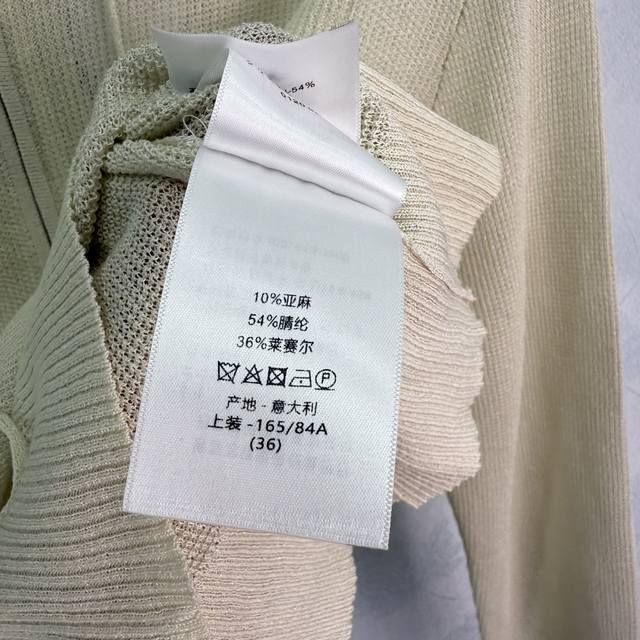 -54%
10%亚麻
54%腈纶
36%莱赛尔
P
产地 - 意大利
上装 -165/84A
(36)